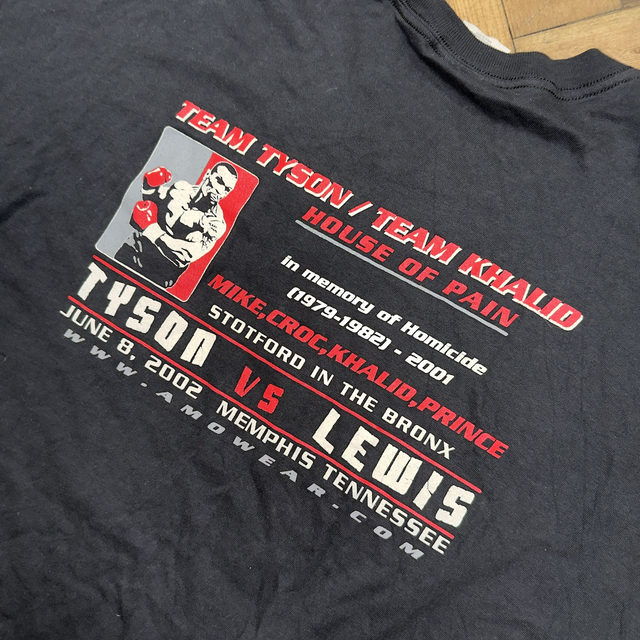 TEAM TYSON / TEAM KHALID
HOUSE OF PAIN
in memory of Homicide
(1979-1982) - 2001
MIKE,CROC,KHALID,PRINCE
STOTFORD IN THE BRONX
TYSON VS LEWIS
JUNE 8, 2002 MEMPHIS TENNESSEE
WWW.AMOWEAR.COM